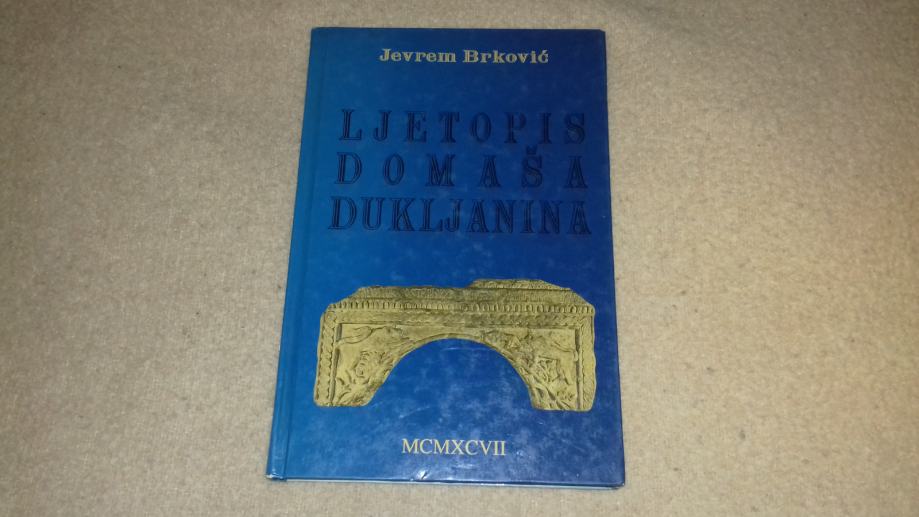 Jevrem Brković
LJETOPIS
DOMAŠA
DUKLJANINA
MCMXCVII